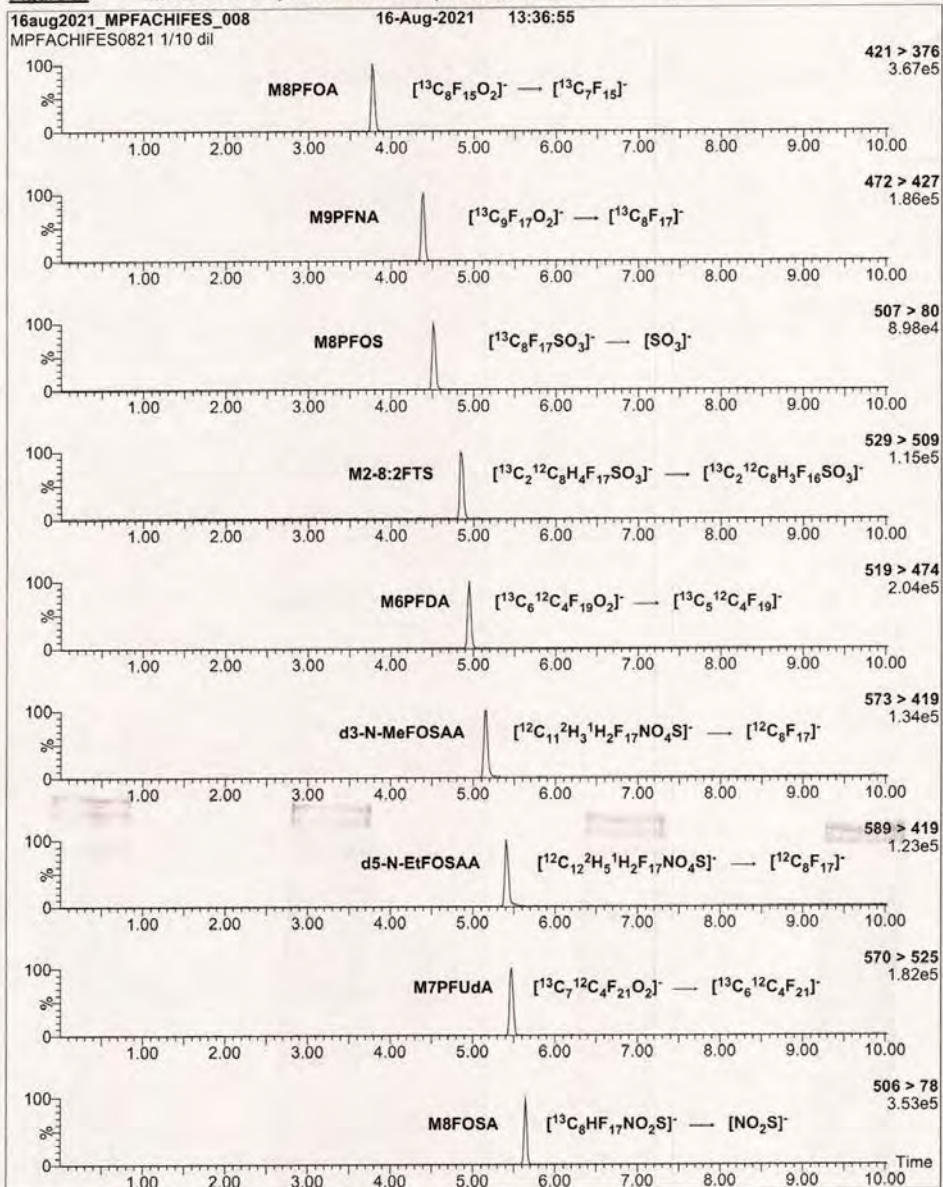 16aug2021_MPFACHIFES_008 16-Aug-2021 13:36:55
MPFACHIFES0821 1/10 dil
421 > 376
3.67e5
100
%
0
M8PFOA [¹³C₈F₁₅O₂]⁻ → [¹³C₇F₁₅]⁻
1.00 2.00 3.00 4.00 5.00 6.00 7.00 8.00 9.00 10.00
472 > 427
1.86e5
100
%
0
M9PFNA [¹³C₉F₁₇O₂]⁻ → [¹³C₈F₁₇]⁻
1.00 2.00 3.00 4.00 5.00 6.00 7.00 8.00 9.00 10.00
507 > 80
8.98e4
100
%
0
M8PFOS [¹³C₈F₁₇SO₃]⁻ → [SO₃]⁻
1.00 2.00 3.00 4.00 5.00 6.00 7.00 8.00 9.00 10.00
529 > 509
1.15e5
100
%
0
M2-8:2FTS [¹³C₂¹²C₈H₄F₁₇SO₃]⁻ → [¹³C₂¹²C₈H₃F₁₆SO₃]⁻
1.00 2.00 3.00 4.00 5.00 6.00 7.00 8.00 9.00 10.00
519 > 474
2.04e5
100
%
0
M6PFDA [¹³C₆¹²C₄F₁₉O₂]⁻ → [¹³C₅¹²C₄F₁₉]⁻
1.00 2.00 3.00 4.00 5.00 6.00 7.00 8.00 9.00 10.00
573 > 419
1.34e5
100
%
0
d3-N-MeFOSAA [¹²C₁₁²H₃¹H₂F₁₇NO₄S]⁻ → [¹²C₈F₁₇]⁻
1.00 2.00 3.00 4.00 5.00 6.00 7.00 8.00 9.00 10.00
589 > 419
1.23e5
100
%
0
d5-N-EtFOSAA [¹²C₁₂²H₅¹H₂F₁₇NO₄S]⁻ → [¹²C₈F₁₇]⁻
1.00 2.00 3.00 4.00 5.00 6.00 7.00 8.00 9.00 10.00
570 > 525
1.82e5
100
%
0
M7PFUdA [¹³C₇¹²C₄F₂₁O₂]⁻ → [¹³C₆¹²C₄F₂₁]⁻
1.00 2.00 3.00 4.00 5.00 6.00 7.00 8.00 9.00 10.00
506 > 78
3.53e5
100
%
0
M8FOSA [¹³C₈HF₁₇NO₂S]⁻ → [NO₂S]⁻
Time
1.00 2.00 3.00 4.00 5.00 6.00 7.00 8.00 9.00 10.00